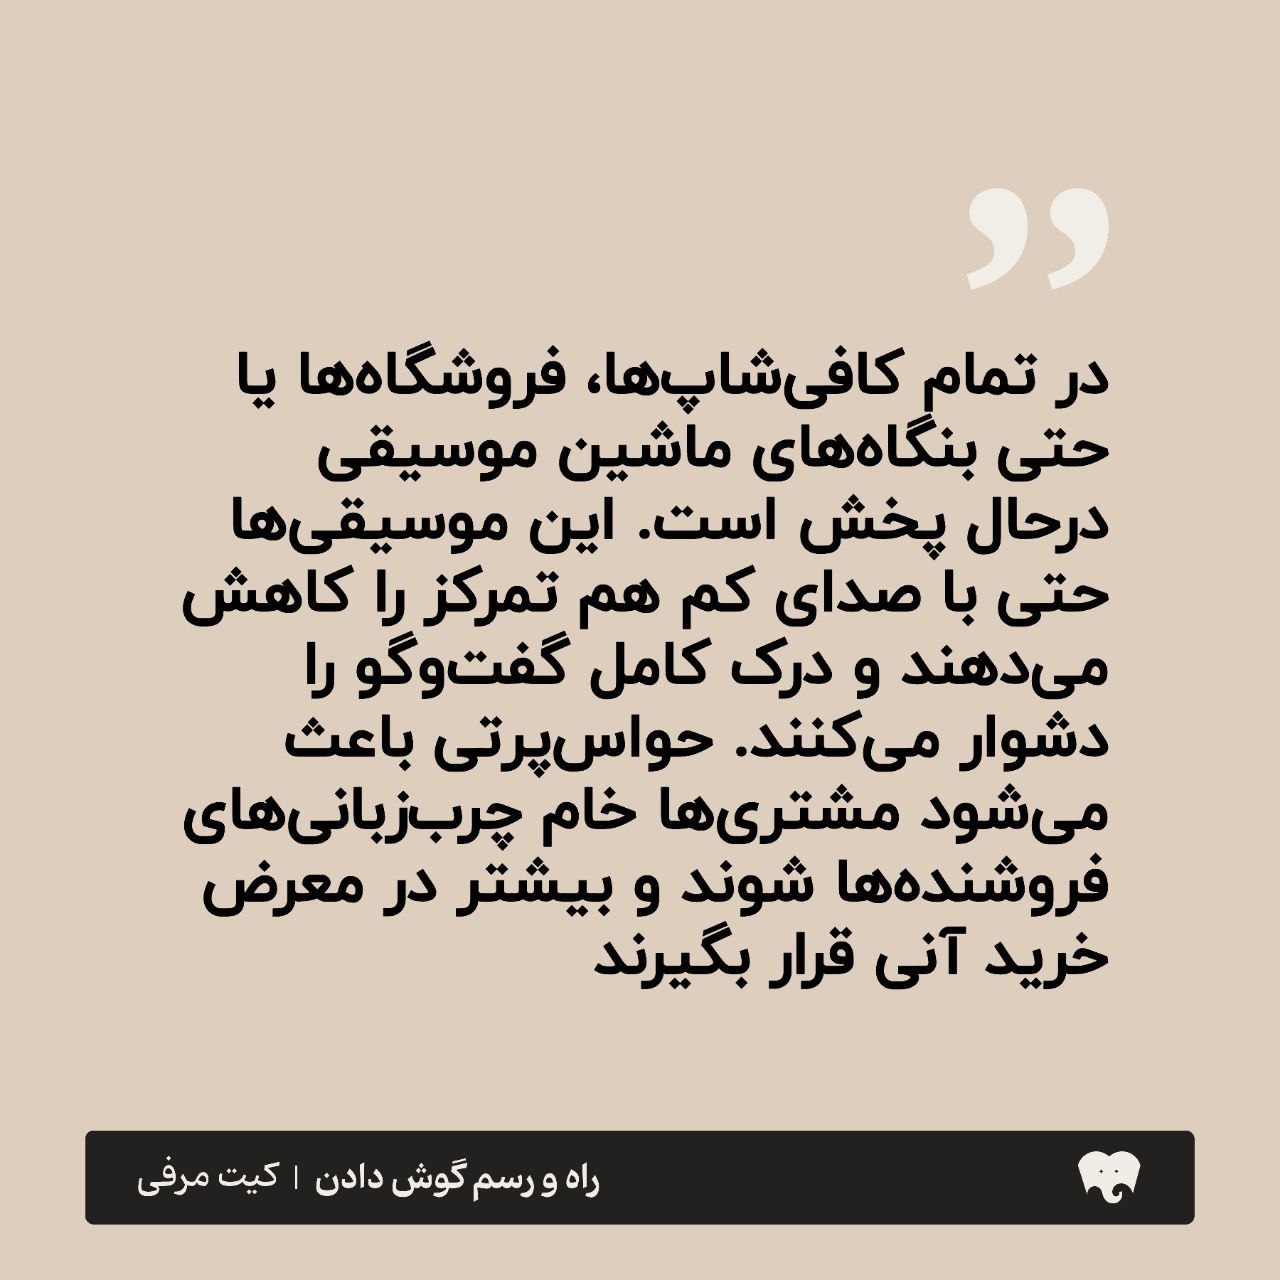 ”
در تمام کافی‌شاپ‌ها، فروشگاه‌ها یا
حتی بنگاه‌های ماشین موسیقی
درحال پخش است. این موسیقی‌ها
حتی با صدای کم هم تمرکز را کاهش
می‌دهند و درک کامل گفت‌وگو را
دشوار می‌کنند. حواس‌پرتی باعث
می‌شود مشتری‌ها خام چرب‌زبانی‌های
فروشنده‌ها شوند و بیشتر در معرض
خرید آنی قرار بگیرند
راه و رسم گوش دادن | کیت مرفی